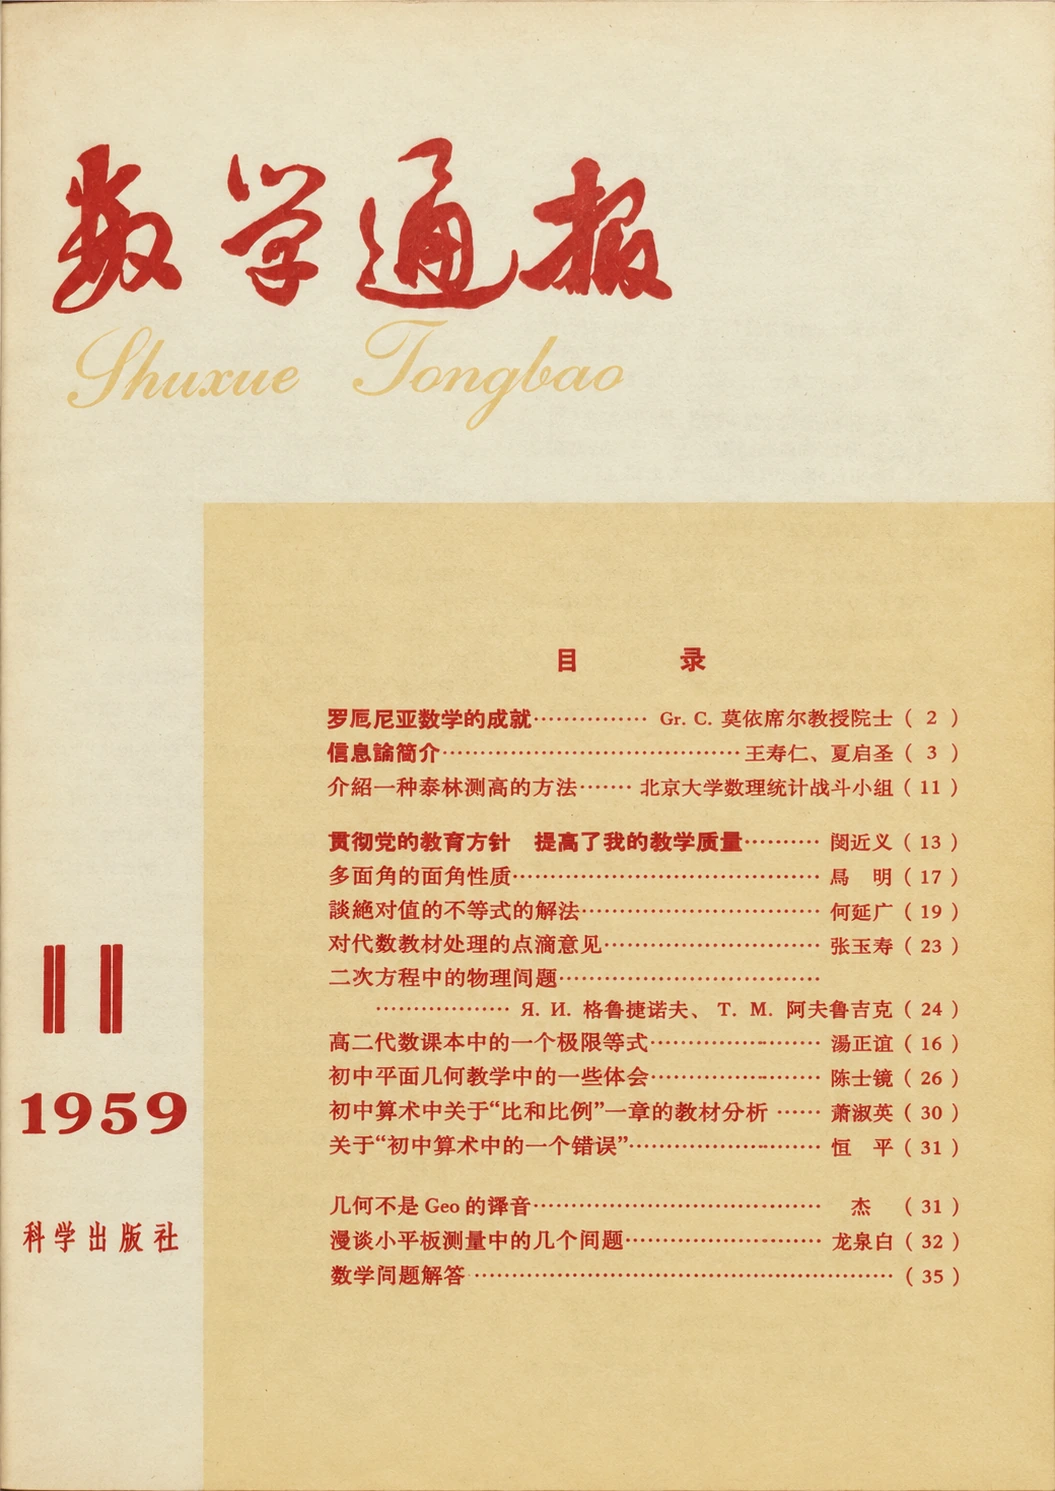 数学通报
Shuxue Tongbao
目 录
罗厄尼亚数学的成就…………… Gr. C. 莫依席尔教授院士（ 2 ）
信息論簡介…………………………………王寿仁、夏启圣（ 3 ）
介紹一种泰林测高的方法…… 北京大学数理统计战斗小组（ 11 ）
贯彻党的教育方针 提高了我的教学质量……… 閔近义（ 13 ）
多面角的面角性质………………………………… 明（ 17 ）
談絶对值的不等式的解法………………………… 何延广（ 19 ）
对代数教材处理的点滴意见……………………… 张玉寿（ 23 ）
二次方程中的物理问题……………………………
……………… Я. И. 格鲁捷诺夫、 Т. М. 阿夫鲁吉克（ 24 ）
高二代数课本中的一个极限等式………………… 湯正谊（ 16 ）
初中平面几何教学中的一些体会………………… 陈士镜（ 26 ）
初中算术中关于“比和比例”一章的教材分析 …… 萧淑英（ 30 ）
关于“初中算术中的一个错误”…………………… 恒 平（ 31 ）
几何不是 Geo 的譯音……………………………… 杰 （ 31 ）
漫谈小平板测量中的几个问题…………………… 龙泉白（ 32 ）
数学问题解答………………………………………………（ 35 ）
11
1959
科学出版社